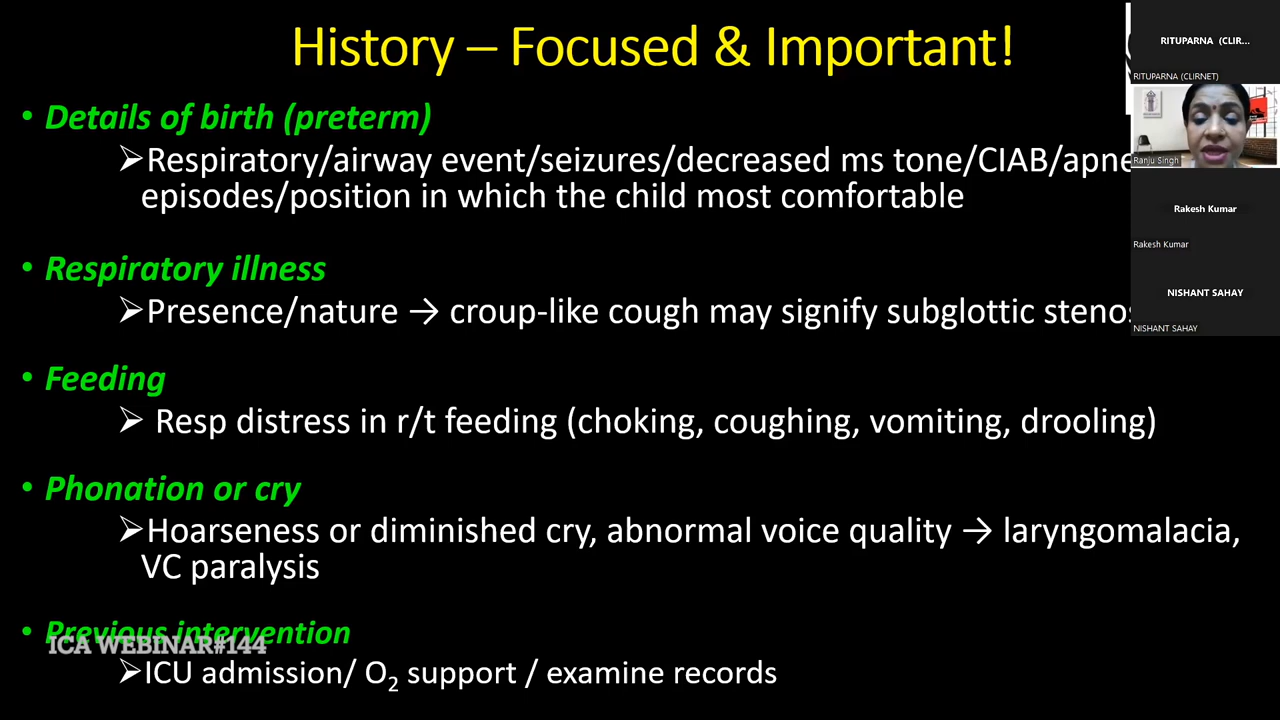 History – Focused & Important!
• Details of birth (preterm)
➢Respiratory/airway event/seizures/decreased ms tone/CIAB/apne
episodes/position in which the child most comfortable
• Respiratory illness
➢Presence/nature → croup-like cough may signify subglottic stenos
• Feeding
➢ Resp distress in r/t feeding (choking, coughing, vomiting, drooling)
• Phonation or cry
➢Hoarseness or diminished cry, abnormal voice quality → laryngomalacia,
VC paralysis
• Previous intervention
ICA WEBINAR#144
➢ICU admission/ O₂ support / examine records
RITUPARNA (CLIR...
RITUPARNA (CLIRNET)
Ranju Singh
Rakesh Kumar
Rakesh Kumar
NISHANT SAHAY
NISHANT SAHAY